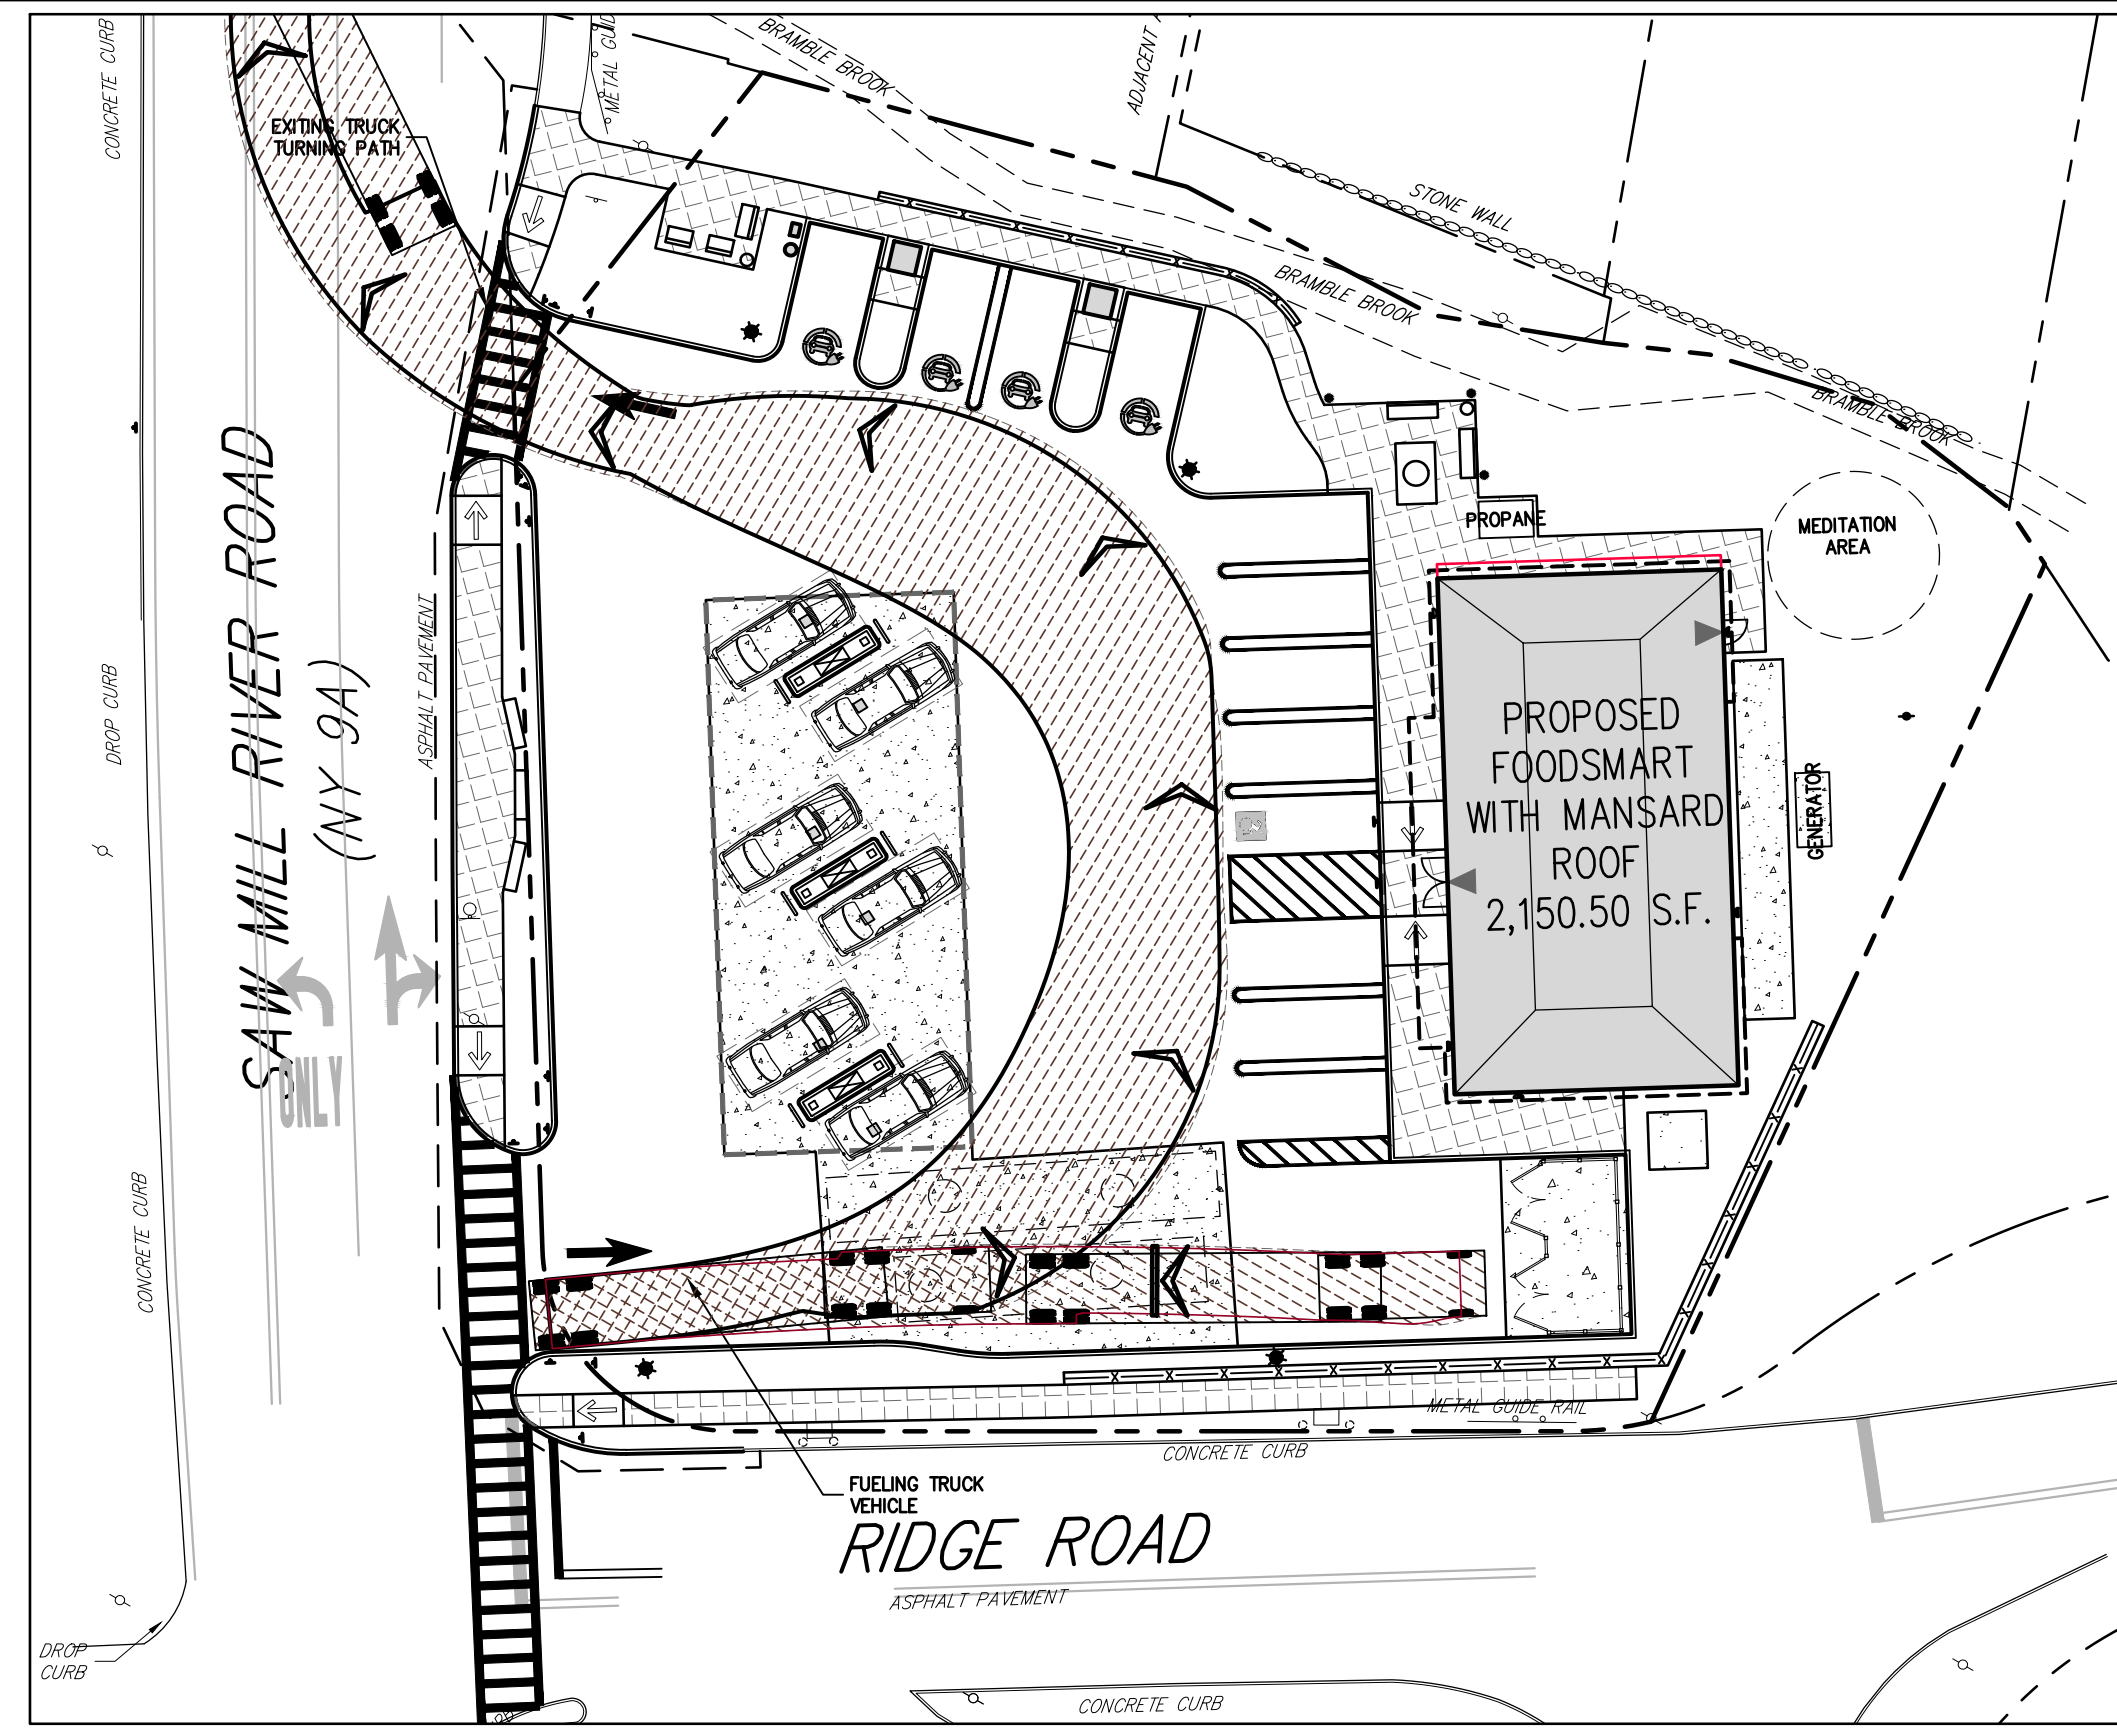 CONCRETE CURB
METAL GUID
BRAMBLE BROOK
ADJACENT
EXITING TRUCK
TURNING PATH
STONE WALL
BRAMBLE BROOK
BRAMBLE BROOK
PROPANE
MEDITATION
AREA
SAW MILL RIVER ROAD
(NY 9A)
ASPHALT PAVEMENT
DROP CURB
PROPOSED
FOODSMART
WITH MANSARD
ROOF
2,150.50 S.F.
GENERATOR
ONLY
CONCRETE CURB
METAL GUIDE RAIL
CONCRETE CURB
FUELING TRUCK
VEHICLE
RIDGE ROAD
ASPHALT PAVEMENT
DROP
CURB
CONCRETE CURB